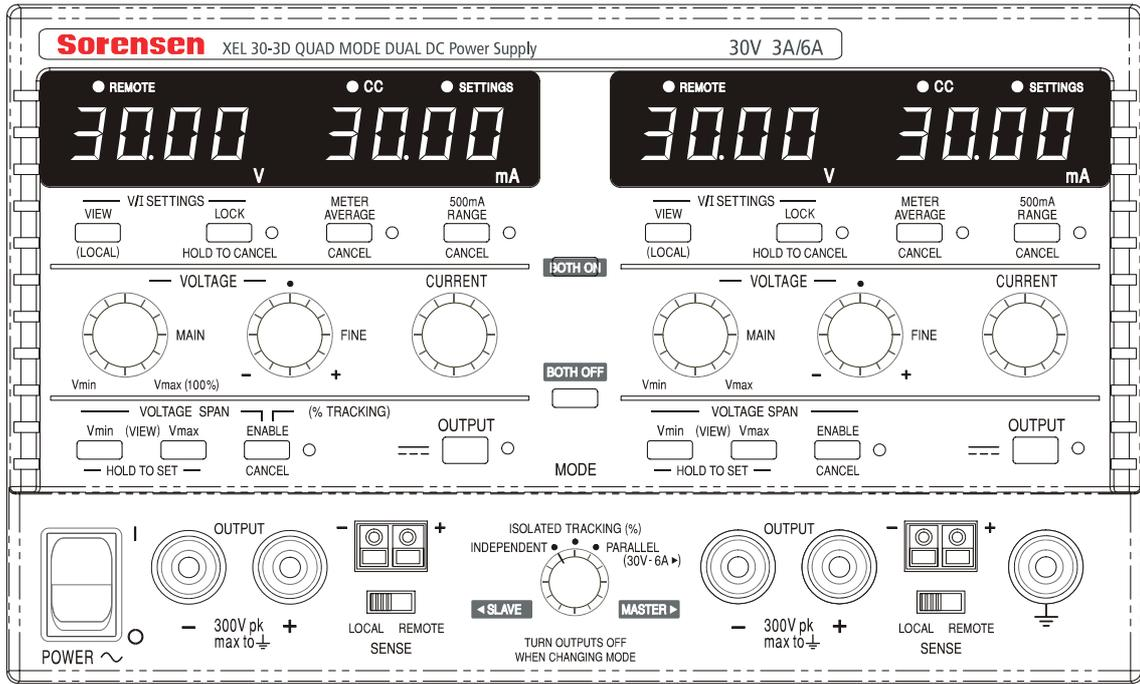 Sorensen XEL 30-3D QUAD MODE DUAL DC Power Supply 30V 3A/6A
REMOTE CC SETTINGS
30.00 V 30.00 mA
V/I SETTINGS
VIEW LOCK METER AVERAGE 500mA RANGE
(LOCAL) HOLD TO CANCEL CANCEL CANCEL
VOLTAGE CURRENT
MAIN FINE
Vmin Vmax (100%) - +
VOLTAGE SPAN (% TRACKING)
Vmin (VIEW) Vmax ENABLE OUTPUT
HOLD TO SET CANCEL
BOTH ON
BOTH OFF
MODE
REMOTE CC SETTINGS
30.00 V 30.00 mA
V/I SETTINGS
VIEW LOCK METER AVERAGE 500mA RANGE
(LOCAL) HOLD TO CANCEL CANCEL CANCEL
VOLTAGE CURRENT
MAIN FINE
Vmin Vmax - +
VOLTAGE SPAN
Vmin (VIEW) Vmax ENABLE OUTPUT
HOLD TO SET CANCEL
I
O
POWER
OUTPUT - +
- 300V pk +
max to
LOCAL REMOTE
SENSE
ISOLATED TRACKING (%)
INDEPENDENT PARALLEL
(30V-6A►)
◄SLAVE MASTER►
TURN OUTPUTS OFF
WHEN CHANGING MODE
OUTPUT - +
- 300V pk +
max to
LOCAL REMOTE
SENSE